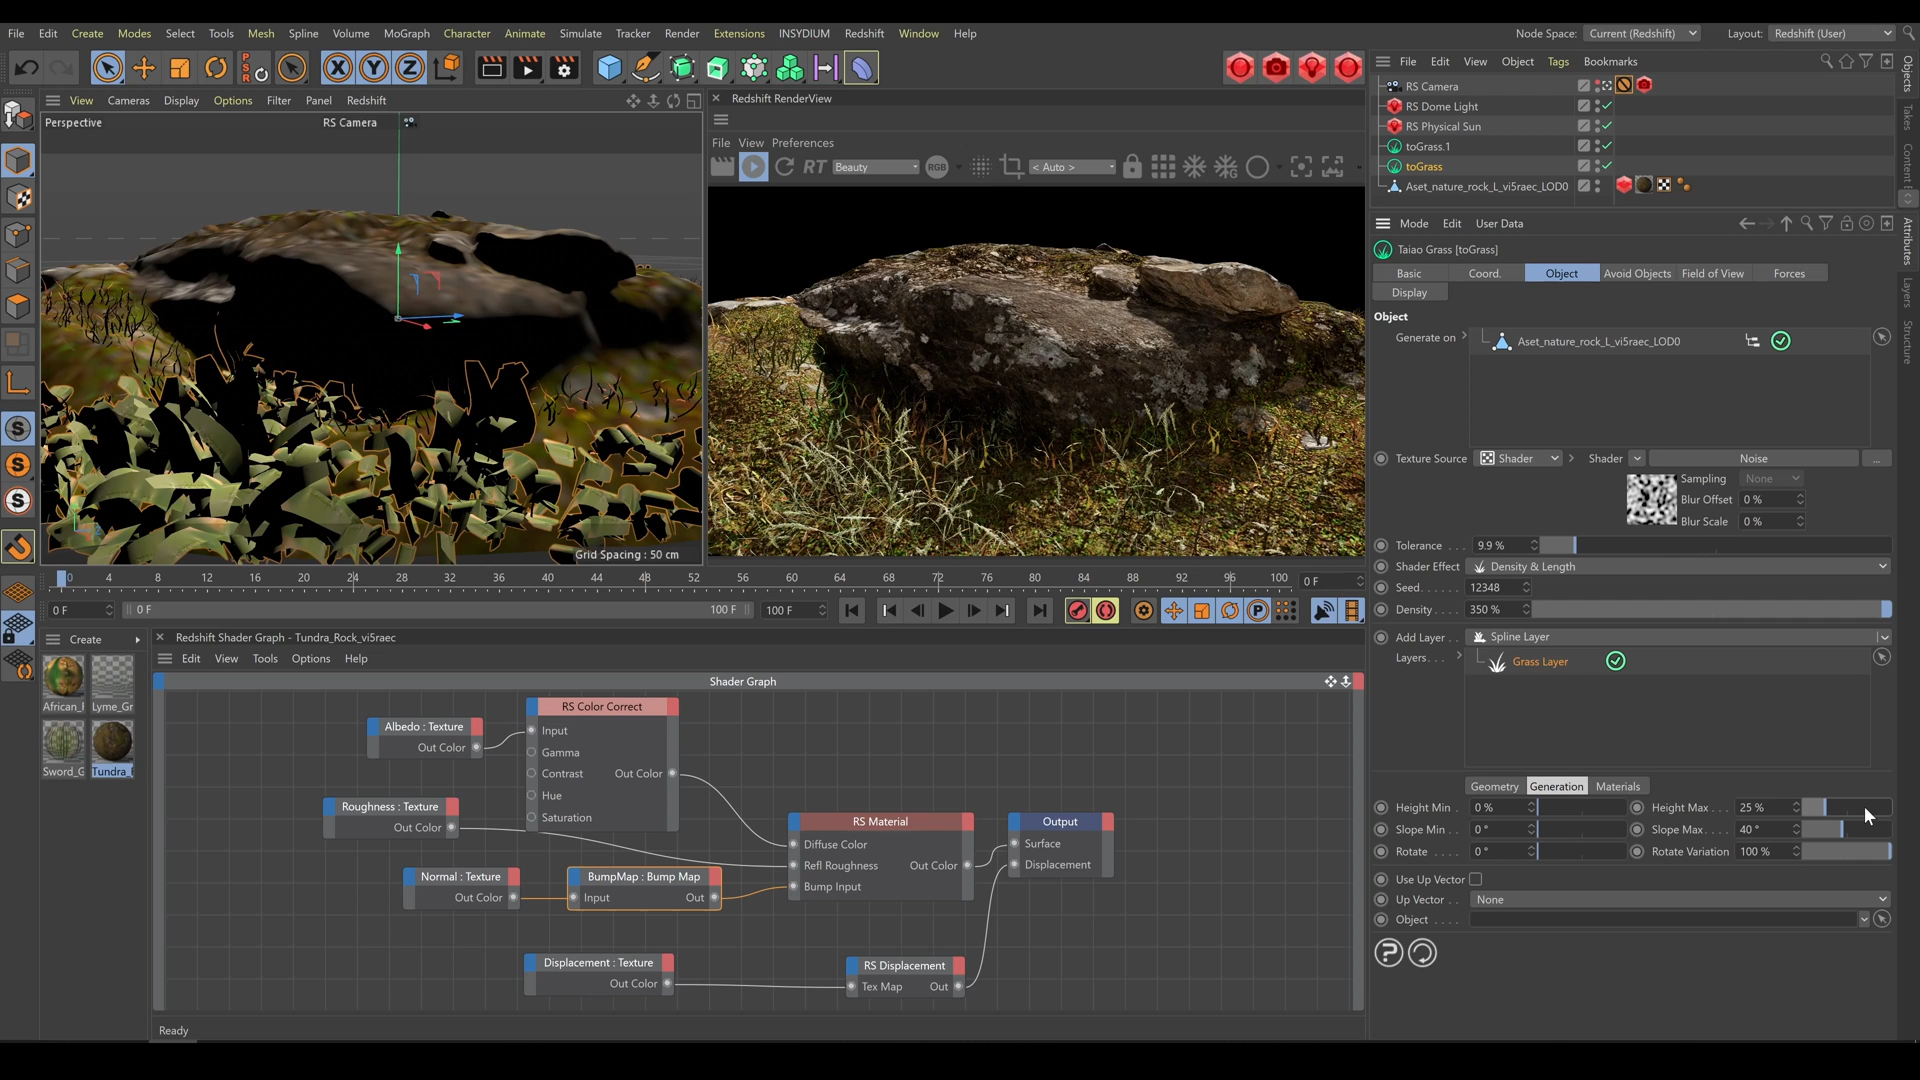 File Edit Create Modes Select Tools Mesh Spline Volume MoGraph Character Animate Simulate Tracker Render Redshift Extensions INSYDIUM Window Help
Node Space: Current (Redshift) Layout: Redshift (User)
PSR X Y Z
File Edit View Object Tags Bookmarks
View Cameras Display Options Filter Panel Redshift
Perspective RS Camera
Grid Spacing : 50 cm
Redshift RenderView
File View Preferences
RT Beauty RGB < Auto >
RS Camera
RS Dome Light
RS Physical Sun
toGrass.1
toGrass
Aset_nature_rock_L_vi5raec_LOD0
Objects
Takes
Attributes
Layers
Structure
Mode Edit User Data
Taiao Grass [toGrass]
Basic Coord. Object Avoid Objects Field of View Forces
Display
Object
Generate on Aset_nature_rock_L_vi5raec_LOD0
Texture Source Shader Shader Noise ...
Sampling None
Blur Offset 0 %
Blur Scale 0 %
Tolerance . . . 9.9 %
Shader Effect Density & Length
Seed. . . . . . 12348
Density. . . . . 350 %
Add Layer . . Spline Layer
Layers. . . . Grass Layer
Geometry Generation Materials
Height Min . . 0 % Height Max . . . 25 %
Slope Min . . 0 ° Slope Max . . . . 40 °
Rotate . . . . 0 ° Rotate Variation 100 %
Use Up Vector
Up Vector . . . None
Object . . . .
0 4 8 12 16 20 24 28 32 36 40 44 48 52 56 60 64 68 72 76 80 84 88 92 96 100 0 F
0 F 0 F 100 F 100 F
P
S
S
S
Create
African_
Lyme_Gr
Sword_G
Tundra_
Redshift Shader Graph - Tundra_Rock_vi5raec
Edit View Tools Options Help
Shader Graph
Albedo : Texture
Out Color
RS Color Correct
Input
Gamma
Contrast Out Color
Hue
Saturation
Roughness : Texture
Out Color
Normal : Texture
Out Color
BumpMap : Bump Map
Input Out
RS Material
Diffuse Color
Refl Roughness Out Color
Bump Input
Output
Surface
Displacement
Displacement : Texture
Out Color
RS Displacement
Tex Map Out
Ready